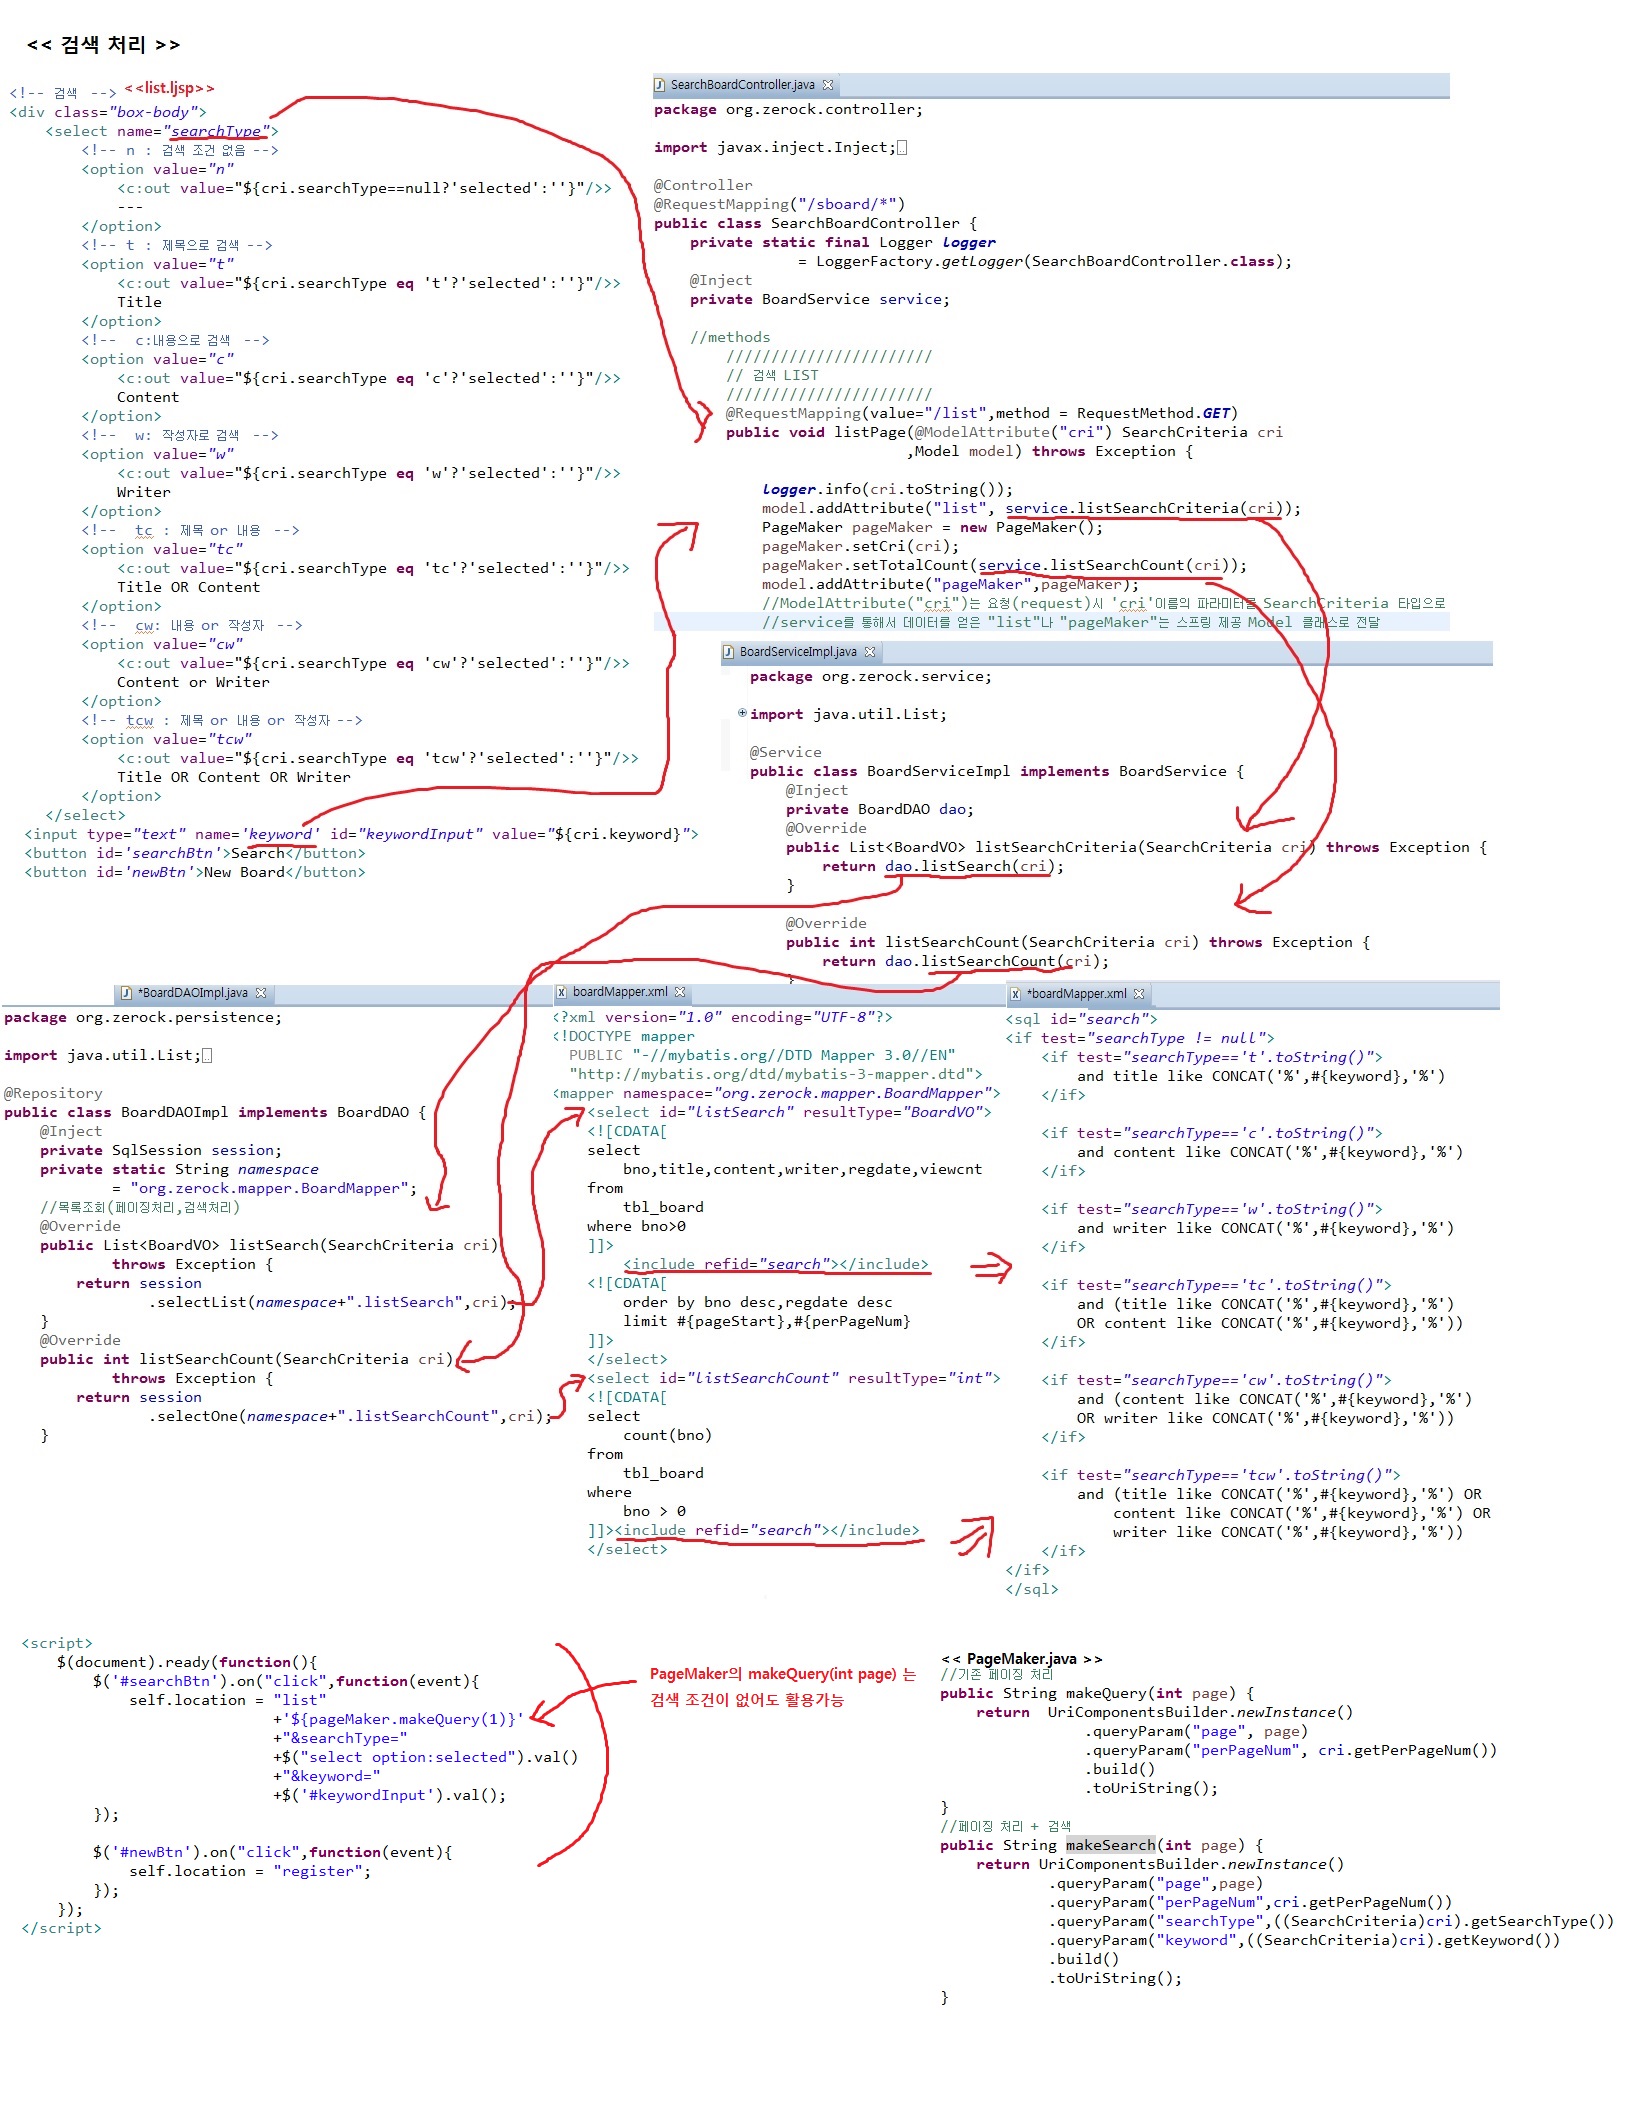 << 검색 처리 >>
<!-- 검색 --> <<list.ljsp>>
<div class="box-body">
<select name="searchType">
<!-- n : 검색 조건 없음 -->
<option value="n"
<c:out value="${cri.searchType==null?'selected':''}"/>>
---
</option>
<!-- t : 제목으로 검색 -->
<option value="t"
<c:out value="${cri.searchType eq 't'?'selected':''}"/>>
Title
</option>
<!--  c:내용으로 검색  -->
<option value="c"
<c:out value="${cri.searchType eq 'c'?'selected':''}"/>>
Content
</option>
<!--  w: 작성자로 검색  -->
<option value="w"
<c:out value="${cri.searchType eq 'w'?'selected':''}"/>>
Writer
</option>
<!--  tc : 제목 or 내용  -->
<option value="tc"
<c:out value="${cri.searchType eq 'tc'?'selected':''}"/>>
Title OR Content
</option>
<!--  cw: 내용 or 작성자  -->
<option value="cw"
<c:out value="${cri.searchType eq 'cw'?'selected':''}"/>>
Content or Writer
</option>
<!-- tcw : 제목 or 내용 or 작성자 -->
<option value="tcw"
<c:out value="${cri.searchType eq 'tcw'?'selected':''}"/>>
Title OR Content OR Writer
</option>
</select>
<input type="text" name='keyword' id="keywordInput" value="${cri.keyword}">
<button id='searchBtn'>Search</button>
<button id='newBtn'>New Board</button>
SearchBoardController.java
package org.zerock.controller;
import javax.inject.Inject;
@Controller
@RequestMapping("/sboard/*")
public class SearchBoardController {
private static final Logger logger
= LoggerFactory.getLogger(SearchBoardController.class);
@Inject
private BoardService service;
//methods
///////////////////////
// 검색 LIST
///////////////////////
@RequestMapping(value="/list",method = RequestMethod.GET)
public void listPage(@ModelAttribute("cri") SearchCriteria cri
,Model model) throws Exception {
logger.info(cri.toString());
model.addAttribute("list", service.listSearchCriteria(cri));
PageMaker pageMaker = new PageMaker();
pageMaker.setCri(cri);
pageMaker.setTotalCount(service.listSearchCount(cri));
model.addAttribute("pageMaker",pageMaker);
//ModelAttribute("cri")는 요청(request)시 'cri'이름의 파라미터를 SearchCriteria 타입으로
//service를 통해서 데이터를 얻은 "list"나 "pageMaker"는 스프링 제공 Model 클래스로 전달
BoardServiceImpl.java
package org.zerock.service;
import java.util.List;
@Service
public class BoardServiceImpl implements BoardService {
@Inject
private BoardDAO dao;
@Override
public List<BoardVO> listSearchCriteria(SearchCriteria cri) throws Exception {
return dao.listSearch(cri);
}
@Override
public int listSearchCount(SearchCriteria cri) throws Exception {
return dao.listSearchCount(cri);
}
*BoardDAOImpl.java
package org.zerock.persistence;
import java.util.List;
@Repository
public class BoardDAOImpl implements BoardDAO {
@Inject
private SqlSession session;
private static String namespace
= "org.zerock.mapper.BoardMapper";
//목록조회(페이징처리,검색처리)
@Override
public List<BoardVO> listSearch(SearchCriteria cri)
throws Exception {
return session
.selectList(namespace+".listSearch",cri);
}
@Override
public int listSearchCount(SearchCriteria cri)
throws Exception {
return session
.selectOne(namespace+".listSearchCount",cri);
}
boardMapper.xml
<?xml version="1.0" encoding="UTF-8"?>
<!DOCTYPE mapper
PUBLIC "-//mybatis.org//DTD Mapper 3.0//EN"
"http://mybatis.org/dtd/mybatis-3-mapper.dtd">
<mapper namespace="org.zerock.mapper.BoardMapper">
<select id="listSearch" resultType="BoardVO">
<![CDATA[
select
bno,title,content,writer,regdate,viewcnt
from
tbl_board
where bno>0
]]>
<include refid="search"></include>
<![CDATA[
order by bno desc,regdate desc
limit #{pageStart},#{perPageNum}
]]>
</select>
<select id="listSearchCount" resultType="int">
<![CDATA[
select
count(bno)
from
tbl_board
where
bno > 0
]]><include refid="search"></include>
</select>
*boardMapper.xml
<sql id="search">
<if test="searchType != null">
<if test="searchType=='t'.toString()">
and title like CONCAT('%',#{keyword},'%')
</if>
<if test="searchType=='c'.toString()">
and content like CONCAT('%',#{keyword},'%')
</if>
<if test="searchType=='w'.toString()">
and writer like CONCAT('%',#{keyword},'%')
</if>
<if test="searchType=='tc'.toString()">
and (title like CONCAT('%',#{keyword},'%')
OR content like CONCAT('%',#{keyword},'%'))
</if>
<if test="searchType=='cw'.toString()">
and (content like CONCAT('%',#{keyword},'%')
OR writer like CONCAT('%',#{keyword},'%'))
</if>
<if test="searchType=='tcw'.toString()">
and (title like CONCAT('%',#{keyword},'%') OR
content like CONCAT('%',#{keyword},'%') OR
writer like CONCAT('%',#{keyword},'%'))
</if>
</if>
</sql>
<script>
$(document).ready(function(){
$('#searchBtn').on("click",function(event){
self.location = "list"
+'${pageMaker.makeQuery(1)}'
+"&searchType="
+$("select option:selected").val()
+"&keyword="
+$('#keywordInput').val();
});
$('#newBtn').on("click",function(event){
self.location = "register";
});
});
</script>
PageMaker의 makeQuery(int page) 는
검색 조건이 없어도 활용가능
<< PageMaker.java >>
//기존 페이징 처리
public String makeQuery(int page) {
return  UriComponentsBuilder.newInstance()
.queryParam("page", page)
.queryParam("perPageNum", cri.getPerPageNum())
.build()
.toUriString();
}
//페이징 처리 + 검색
public String makeSearch(int page) {
return UriComponentsBuilder.newInstance()
.queryParam("page",page)
.queryParam("perPageNum",cri.getPerPageNum())
.queryParam("searchType",((SearchCriteria)cri).getSearchType())
.queryParam("keyword",((SearchCriteria)cri).getKeyword())
.build()
.toUriString();
}